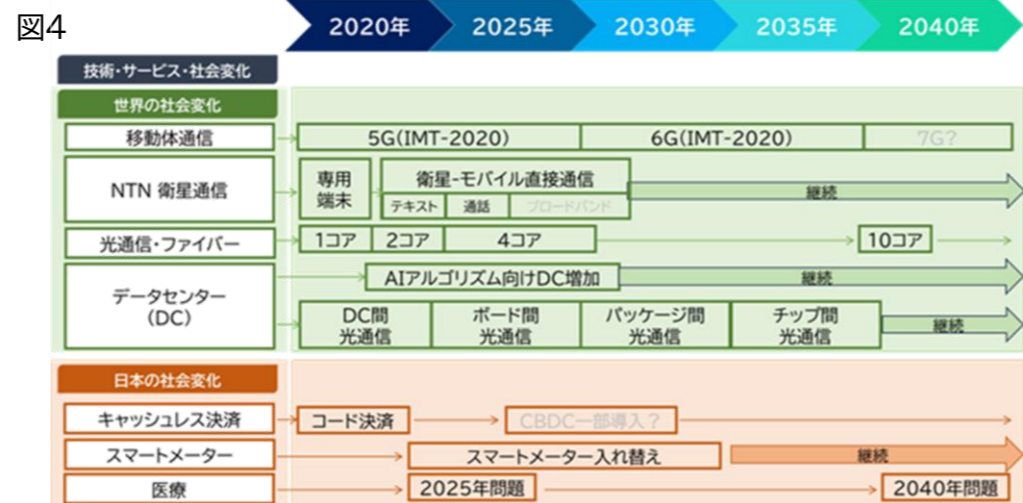 図4
2020年 2025年 2030年 2035年 2040年
技術・サービス・社会変化
世界の社会変化
移動体通信 5G(IMT-2020) 6G(IMT-2020) 7G?
NTN 衛星通信
専用
端末
衛星-モバイル直接通信
テキスト 通話 ブロードバンド
継続
光通信・ファイバー 1コア 2コア 4コア 10コア
データセンター
(DC)
AIアルゴリズム向けDC増加 継続
DC間
光通信
ボード間
光通信
パッケージ間
光通信
チップ間
光通信
継続
日本の社会変化
キャッシュレス決済 コード決済 CBDC一部導入？
スマートメーター スマートメーター入れ替え 継続
医療 2025年問題 2040年問題